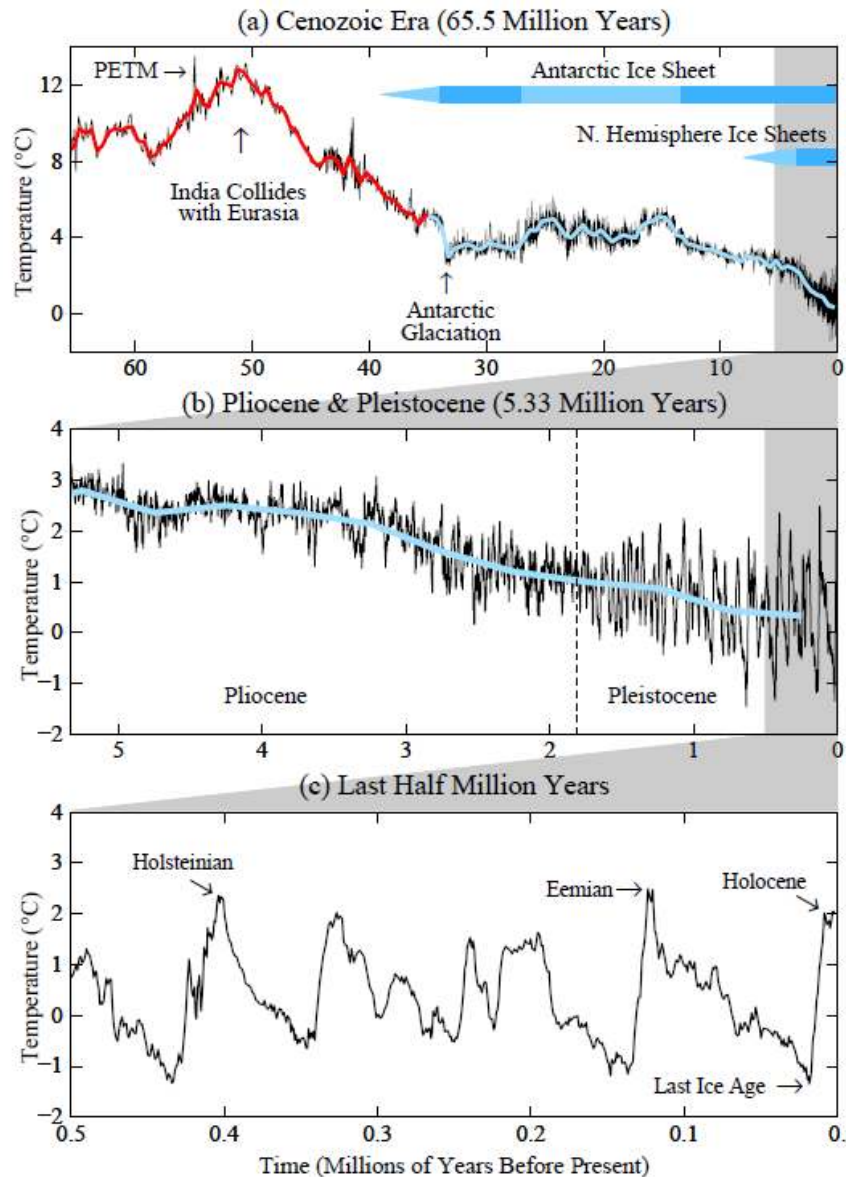 (a) Cenozoic Era (65.5 Million Years)
Temperature (°C)
12
8
4
0
PETM→
↑
India Collides
with Eurasia
↑
Antarctic
Glaciation
Antarctic Ice Sheet
N. Hemisphere Ice Sheets
60 50 40 30 20 10 0
(b) Pliocene & Pleistocene (5.33 Million Years)
Temperature (°C)
4
3
2
1
0
−1
−2
Pliocene
Pleistocene
5 4 3 2 1 0
(c) Last Half Million Years
Temperature (°C)
4
3
2
1
0
−1
−2
Holsteinian
Eemian→
Holocene
Last Ice Age→
0.5 0.4 0.3 0.2 0.1 0.
Time (Millions of Years Before Present)